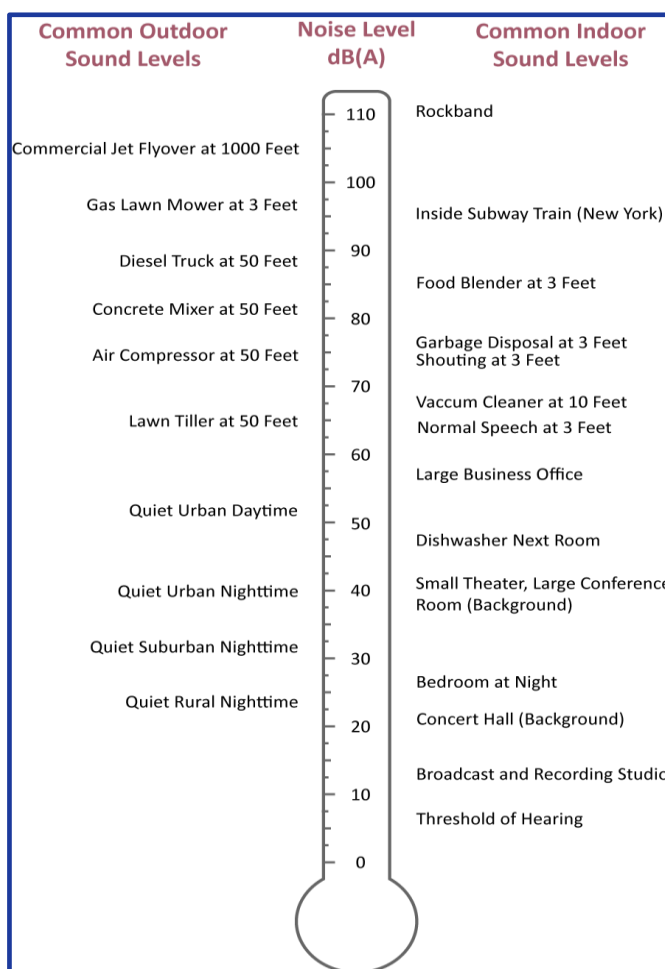 Common Outdoor
Sound Levels
Noise Level
dB(A)
Common Indoor
Sound Levels
110
Rockband
Commercial Jet Flyover at 1000 Feet
100
Gas Lawn Mower at 3 Feet
Inside Subway Train (New York)
90
Diesel Truck at 50 Feet
Food Blender at 3 Feet
Concrete Mixer at 50 Feet
80
Garbage Disposal at 3 Feet
Air Compressor at 50 Feet
Shouting at 3 Feet
70
Vaccum Cleaner at 10 Feet
Lawn Tiller at 50 Feet
Normal Speech at 3 Feet
60
Large Business Office
Quiet Urban Daytime
50
Dishwasher Next Room
Quiet Urban Nighttime
40
Small Theater, Large Conference
Room (Background)
Quiet Suburban Nighttime
30
Bedroom at Night
Quiet Rural Nighttime
Concert Hall (Background)
20
Broadcast and Recording Studio
10
Threshold of Hearing
0